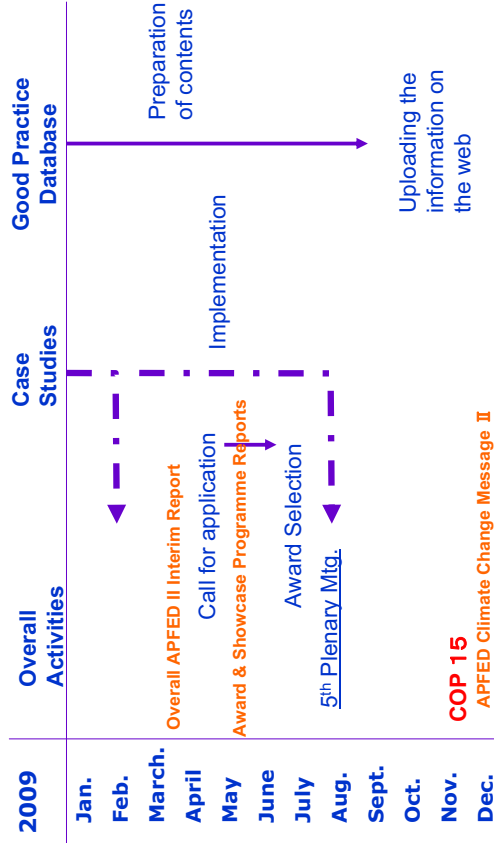 2009
Overall
Activities
Case
Studies
Good Practice
Database
Jan.
Feb.
March.
April
May
June
July
Aug.
Sept.
Oct.
Nov.
Dec.
Overall APFED II Interim Report
Call for application
Award & Showcase Programme Reports
Award Selection
5th Plenary Mtg.
COP 15
APFED Climate Change Message Ⅱ
Implementation
Preparation
of contents
Uploading the
information on
the web